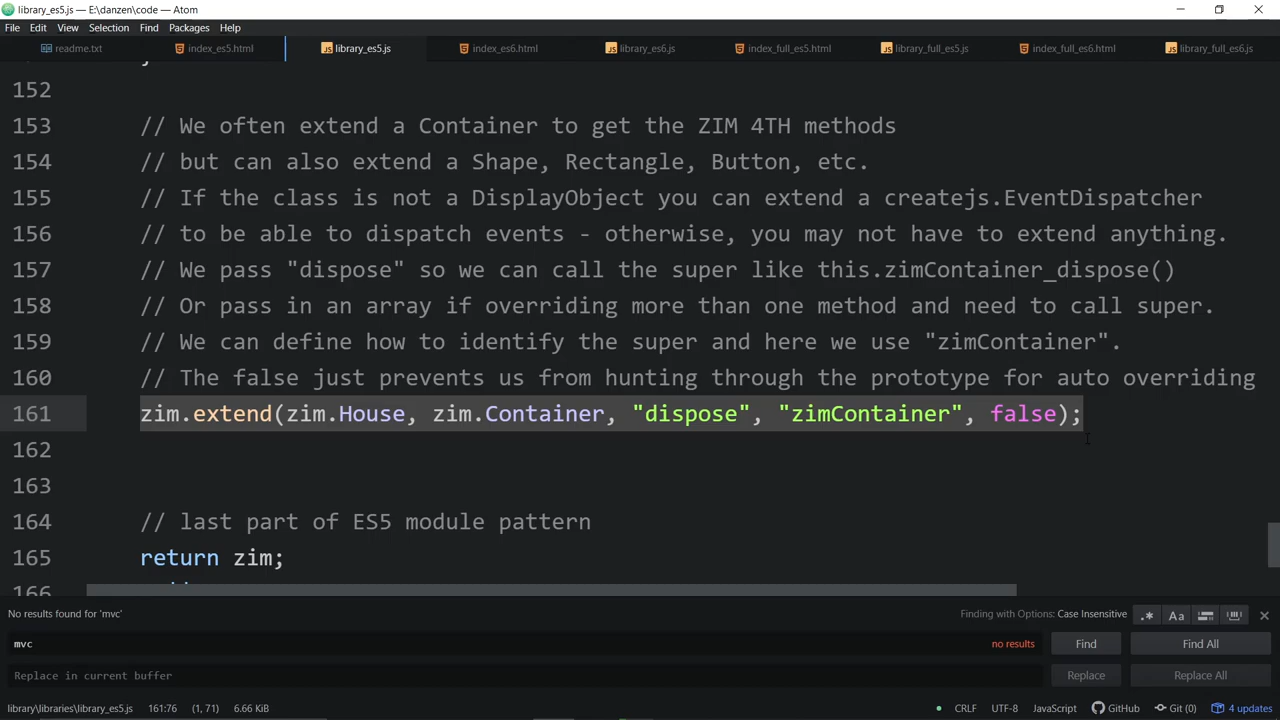 library_es5.js — E:\danzen\code — Atom
File Edit View Selection Find Packages Help
readme.txt index_es5.html library_es5.js index_es6.html library_es6.js index_full_es5.html library_full_es5.js index_full_es6.html library_full_es6.js
152
153 // We often extend a Container to get the ZIM 4TH methods
154 // but can also extend a Shape, Rectangle, Button, etc.
155 // If the class is not a DisplayObject you can extend a createjs.EventDispatcher
156 // to be able to dispatch events - otherwise, you may not have to extend anything.
157 // We pass "dispose" so we can call the super like this.zimContainer_dispose()
158 // Or pass in an array if overriding more than one method and need to call super.
159 // We can define how to identify the super and here we use "zimContainer".
160 // The false just prevents us from hunting through the prototype for auto overriding
161 zim.extend(zim.House, zim.Container, "dispose", "zimContainer", false);
162
163
164 // last part of ES5 module pattern
165 return zim;
166
No results found for 'mvc'
Finding with Options: Case Insensitive
.* Aa
mvc
no results
Find
Find All
Replace in current buffer
Replace
Replace All
library\libraries\library_es5.js 161:76 (1, 71) 6.66 KiB
CRLF UTF-8 JavaScript GitHub Git (0) 4 updates